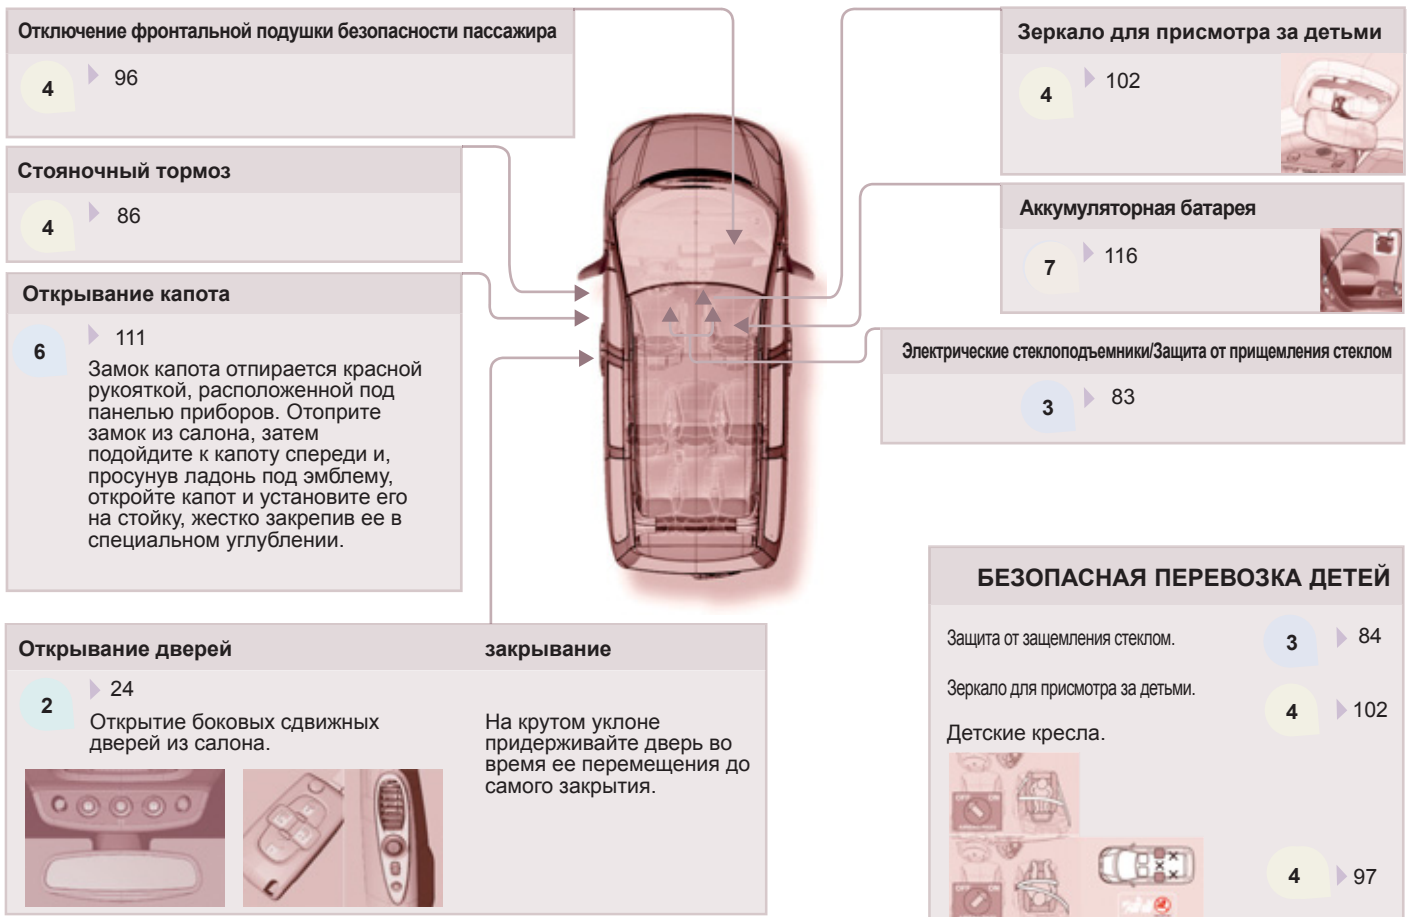 Отключение фронтальной подушки безопасности пассажира
4
96
Стояночный тормоз
4
86
Открывание капота
6
111
Замок капота отпирается красной
рукояткой, расположенной под
панелью приборов. Отоприте
замок из салона, затем
подойдите к капоту спереди и,
просунув ладонь под эмблему,
откройте капот и установите его
на стойку, жестко закрепив ее в
специальном углублении.
Открывание дверей
2
24
Открытие боковых сдвижных
дверей из салона.
закрывание
На крутом уклоне
придерживайте дверь во
время ее перемещения до
самого закрытия.
Зеркало для присмотра за детьми
4
102
Аккумуляторная батарея
7
116
Электрические стеклоподъемники/Защита от прищемления стеклом
3
83
БЕЗОПАСНАЯ ПЕРЕВОЗКА ДЕТЕЙ
Защита от защемления стеклом.
3
84
Зеркало для присмотра за детьми.
4
102
Детские кресла.
OFF ON
OFF ON
4
97